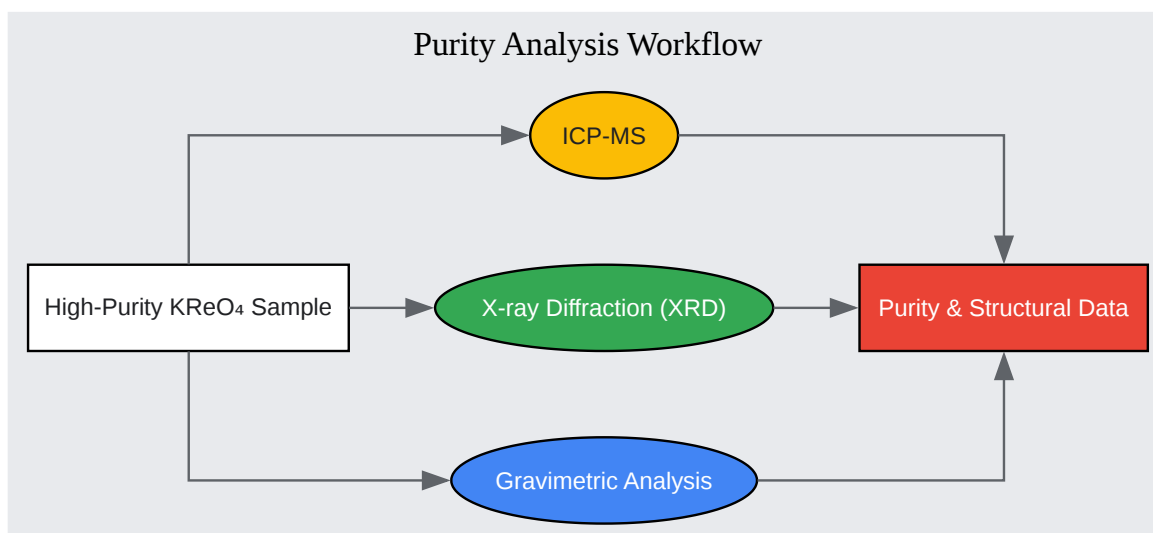 Purity Analysis Workflow
ICP-MS
High-Purity KReO₄ Sample
X-ray Diffraction (XRD)
Purity & Structural Data
Gravimetric Analysis